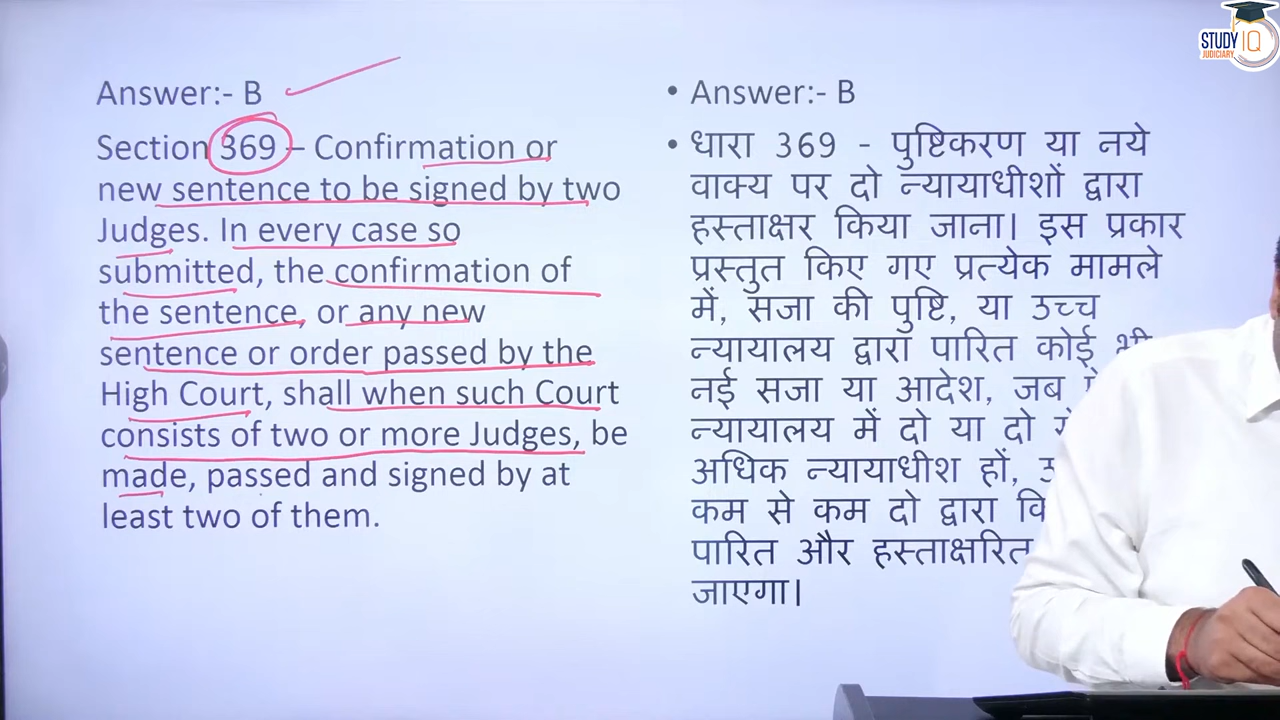 STUDY IQ
JUDICIARY
Answer:- B
Section 369 – Confirmation or
new sentence to be signed by two
Judges. In every case so
submitted, the confirmation of
the sentence, or any new
sentence or order passed by the
High Court, shall when such Court
consists of two or more Judges, be
made, passed and signed by at
least two of them.
• Answer:- B
• धारा 369 - पुष्टिकरण या नये
वाक्य पर दो न्यायाधीशों द्वारा
हस्ताक्षर किया जाना। इस प्रकार
प्रस्तुत किए गए प्रत्येक मामले
में, सजा की पुष्टि, या उच्च
न्यायालय द्वारा पारित कोई
नई सजा या आदेश, जब
न्यायालय में दो या दो
अधिक न्यायाधीश हों,
कम से कम दो द्वारा
पारित और हस्ताक्षरित
जाएगा।